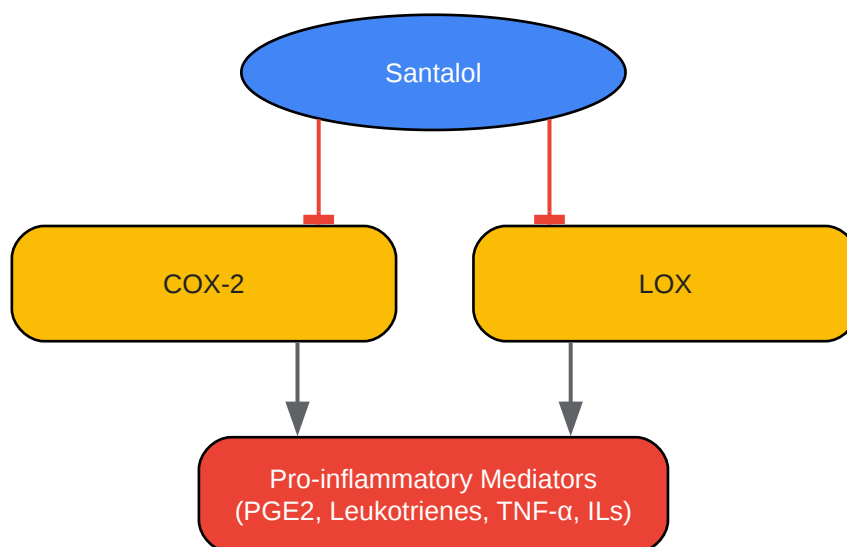 Santalol
COX-2
LOX
Pro-inflammatory Mediators
(PGE2, Leukotrienes, TNF-α, ILs)